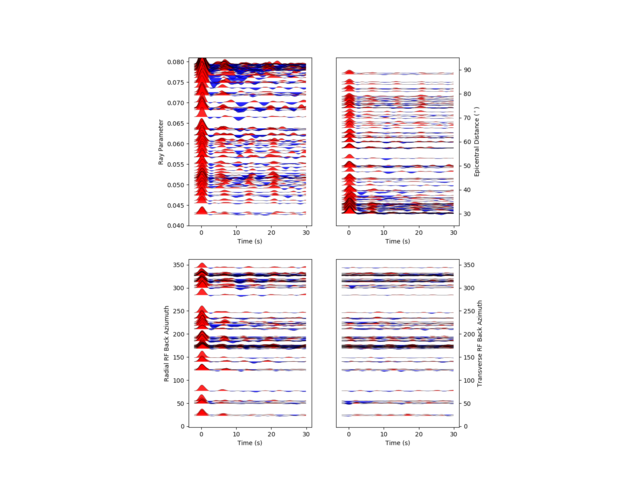 0.080
0.075
0.070
0.065
0.060
0.055
0.050
0.045
0.040
Ray Parameter
0 10 20 30
Time (s)
90
80
70
60
50
40
30
Epicentral Distance (°)
0 10 20 30
Time (s)
350
300
250
200
150
100
50
0
Radial RF Back Aziumuth
0 10 20 30
Time (s)
350
300
250
200
150
100
50
0
Transverse RF Back Azimuth
0 10 20 30
Time (s)